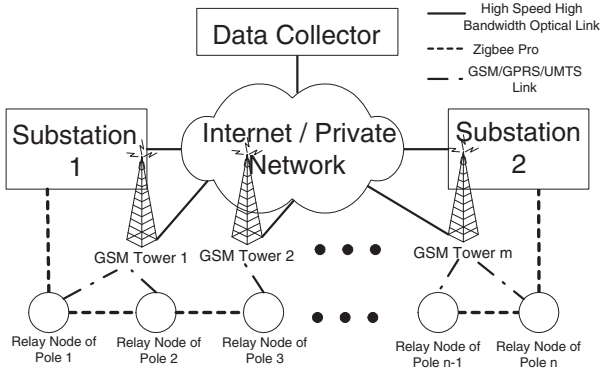 High Speed High
Bandwidth Optical Link
Data Collector
Zigbee Pro
GSM/GPRS/UMTS
Link
Substation
1
Internet / Private
Network
Substation
2
GSM Tower 1
GSM Tower 2
GSM Tower m
Relay Node of
Pole 1
Relay Node of
Pole 2
Relay Node of
Pole 3
Relay Node of
Pole n-1
Relay Node of
Pole n